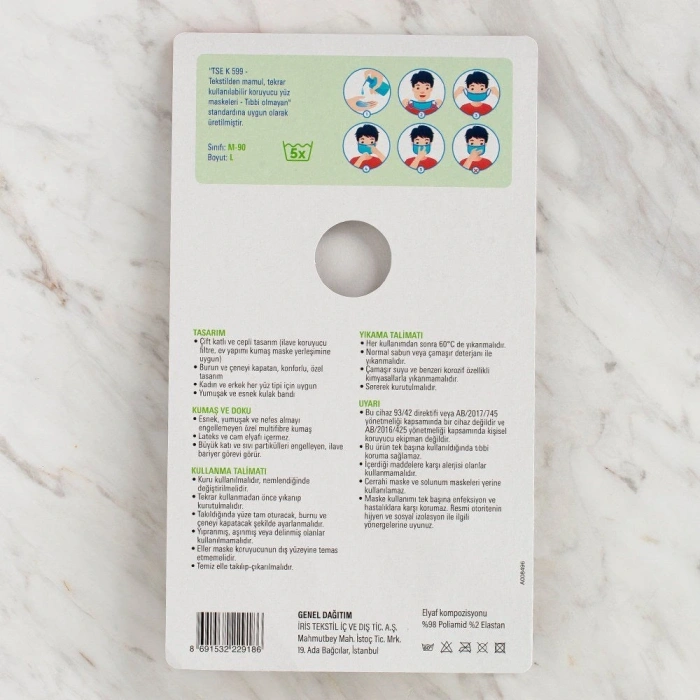 "TSE K 599 -
Tekstilden mamul, tekrar
kullanılabilir koruyucu yüz
maskeleri - Tıbbi olmayan"
standardına uygun olarak
üretilmiştir.
Sınıfı: M-90
Boyut: L
5x
1
2
3
4
5
TASARIM
• Çift katlı ve cepli tasarım (ilave koruyucu
filtre, ev yapımı kumaş maske yerleşimine
uygun)
• Burun ve çeneyi kapatan, konforlu, özel
tasarım
• Kadın ve erkek her yüz tipi için uygun
• Yumuşak ve esnek kulak bandı
KUMAŞ VE DOKU
• Esnek, yumuşak ve nefes almayı
engellemeyen özel multifibre kumaş
• Lateks ve cam elyafı içermez.
• Büyük katı ve sıvı partikülleri engelleyen, ilave
bariyer görevi görür.
KULLANMA TALİMATI
• Kuru kullanılmalıdır, nemlendiğinde
değiştirilmelidir.
• Tekrar kullanmadan önce yıkanıp
kurutulmalıdır.
• Takıldığında yüze tam oturacak, burnu ve
çeneyi kapatacak şekilde ayarlanmalıdır.
• Yıpranmış, aşınmış veya delinmiş olanlar
kullanılmamalıdır.
• Eller maske koruyucunun dış yüzeyine temas
etmemelidir.
• Temiz elle takılıp-çıkarılmalıdır.
YIKAMA TALİMATI
• Her kullanımdan sonra 60°C de yıkanmalıdır.
• Normal sabun veya çamaşır deterjanı ile
yıkanmalıdır.
• Çamaşır suyu ve benzeri korozif özellikli
kimyasallarla yıkanmamalıdır.
• Sererek kurutulmalıdır.
UYARI
• Bu cihaz 93/42 direktifi veya AB/2017/745
yönetmeliği kapsamında bir cihaz değildir ve
AB/2016/425 yönetmeliği kapsamında kişisel
koruyucu ekipman değildir.
• Bu ürün tek başına kullanıldığında tıbbi
koruma sağlamaz.
• İçerdiği maddelere karşı alerjisi olanlar
kullanmamalıdır.
• Cerrahi maske ve solunum maskeleri yerine
kullanılamaz.
• Maske kullanımı tek başına enfeksiyon ve
hastalıklara karşı korumaz. Resmi otoritenin
hijyen ve sosyal izolasyon ile ilgili
yönergelerine uyunuz.
A008496
8 691532 229186
GENEL DAĞITIM
İRİS TEKSTİL İÇ VE DIŞ TİC. A.Ş.
Mahmutbey Mah. İstoç Tic. Mrk.
19. Ada Bağcılar, İstanbul
Elyaf kompozisyonu
%98 Poliamid %2 Elastan